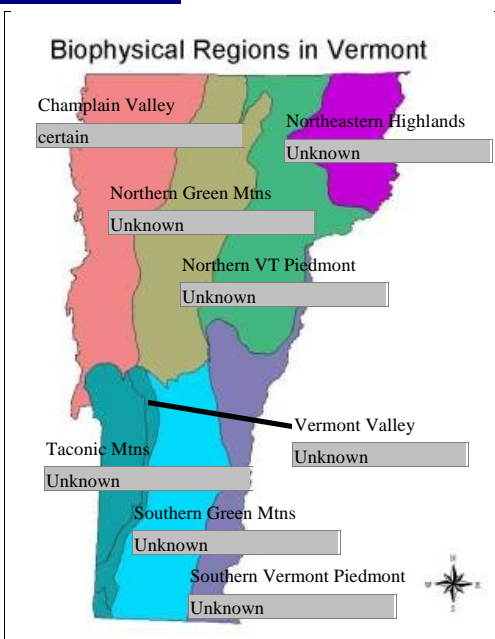 Biophysical Regions in Vermont
Champlain Valley
certain
Northeastern Highlands
Unknown
Northern Green Mtns
Unknown
Northern VT Piedmont
Unknown
Vermont Valley
Unknown
Taconic Mtns
Unknown
Southern Green Mtns
Unknown
Southern Vermont Piedmont
Unknown
N
W E
S